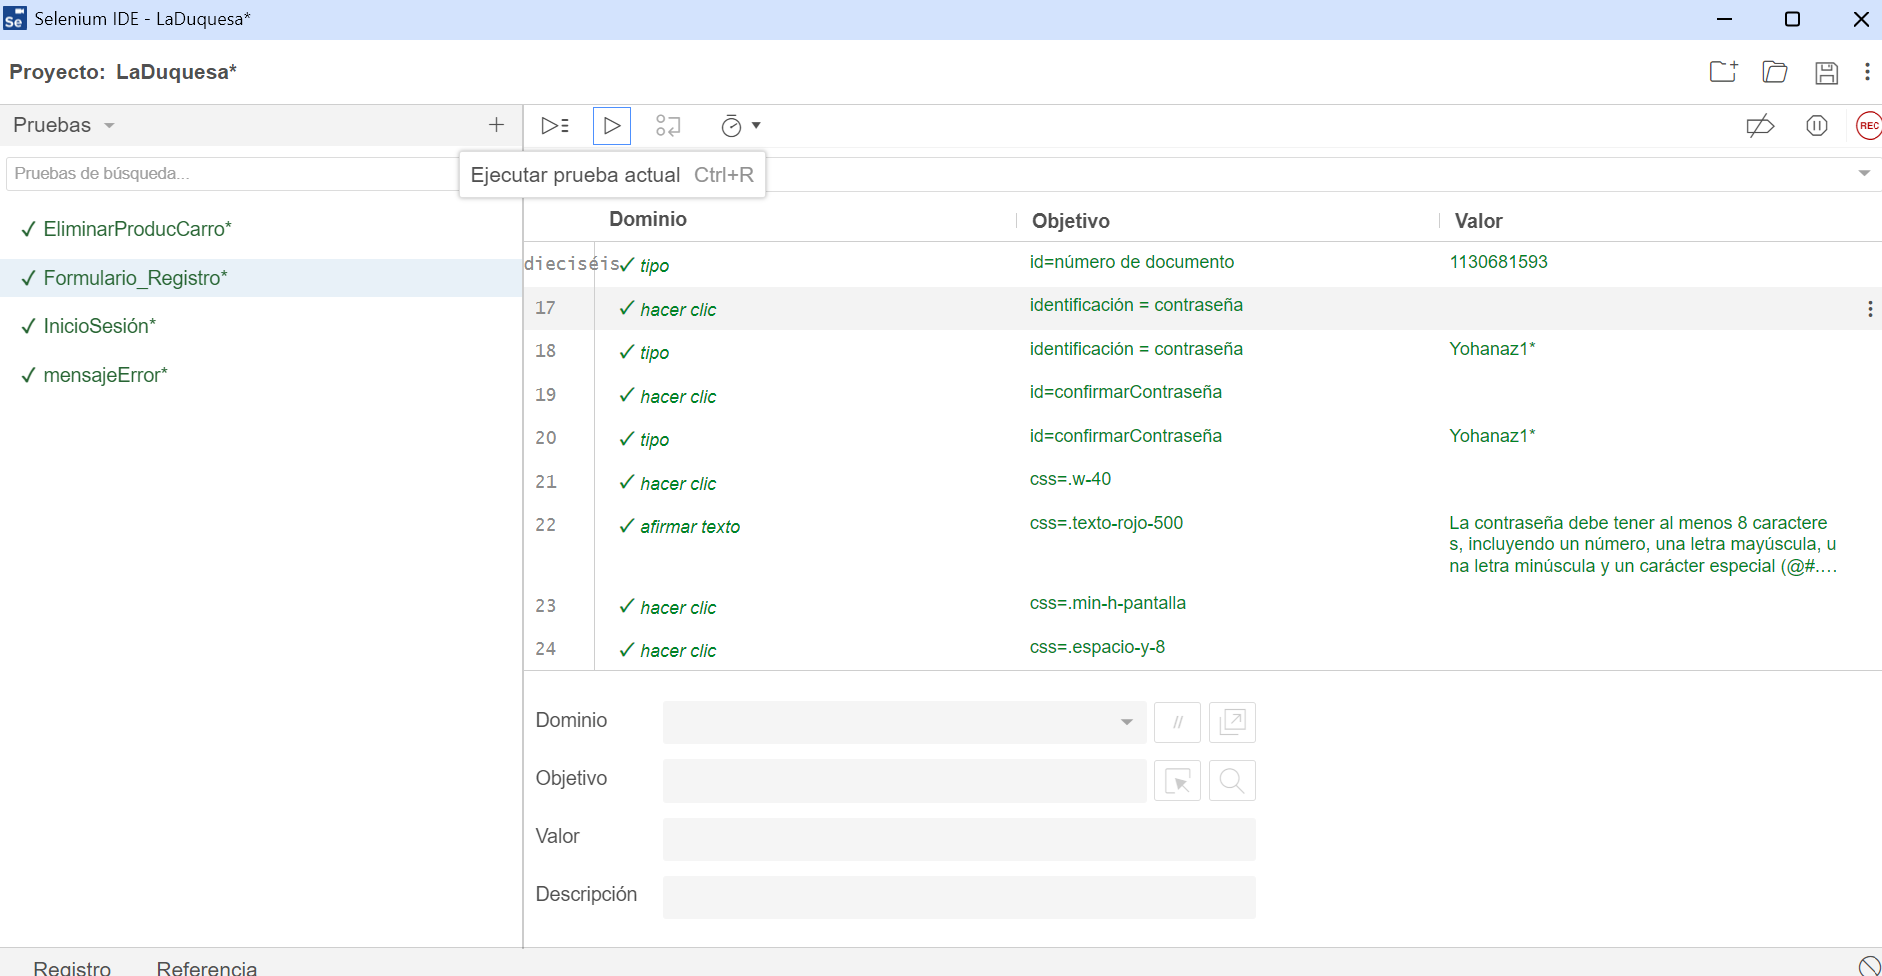 Se Selenium IDE - LaDuquesa*
Proyecto: LaDuquesa*
Pruebas
REC
Pruebas de búsqueda...
Ejecutar prueba actual Ctrl+R
EliminarProducCarro*
Formulario_Registro*
InicioSesión*
mensajeError*
Dominio Objetivo Valor
dieciséis tipo id=número de documento 1130681593
17 hacer clic identificación = contraseña
18 tipo identificación = contraseña Yohanaz1*
19 hacer clic id=confirmarContraseña
20 tipo id=confirmarContraseña Yohanaz1*
21 hacer clic css=.w-40
22 afirmar texto css=.texto-rojo-500 La contraseña debe tener al menos 8 caractere
s, incluyendo un número, una letra mayúscula, u
na letra minúscula y un carácter especial (@#.…
23 hacer clic css=.min-h-pantalla
24 hacer clic css=.espacio-y-8
Dominio //
Objetivo
Valor
Descripción
Registro Referencia